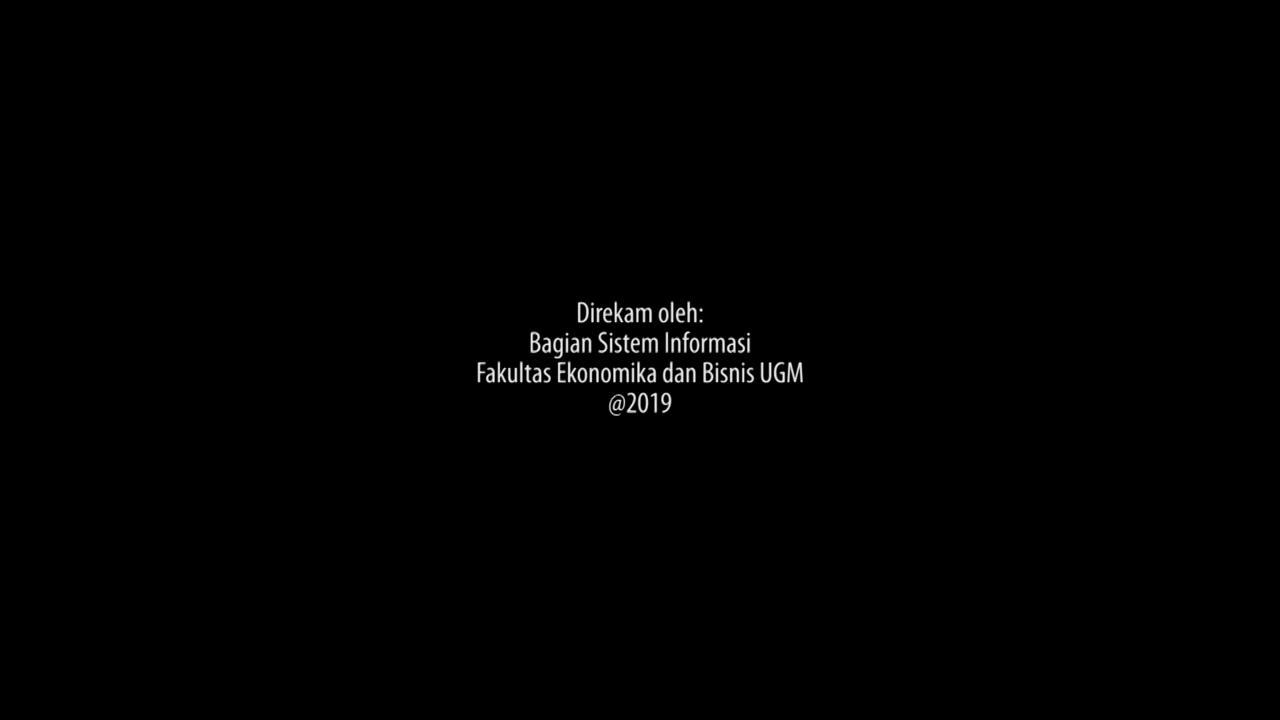 Direkam oleh:
Bagian Sistem Informasi
Fakultas Ekonomika dan Bisnis UGM
@2019